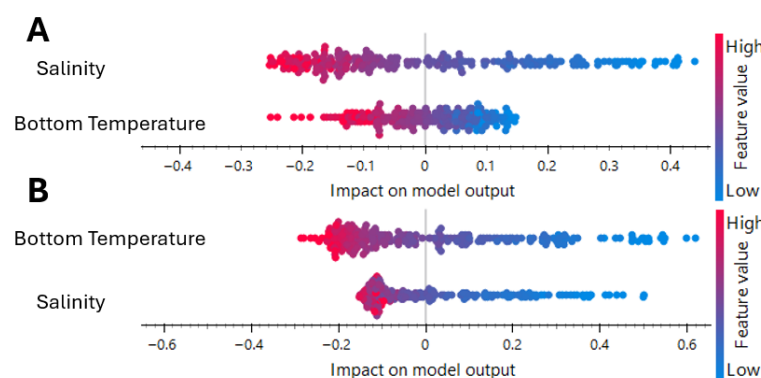 A
Salinity
Bottom Temperature
−0.4 −0.3 −0.2 −0.1 0 0.1 0.2 0.3 0.4
Impact on model output
High
Feature value
Low
B
Bottom Temperature
Salinity
−0.6 −0.4 −0.2 0 0.2 0.4 0.6
Impact on model output
High
Feature value
Low